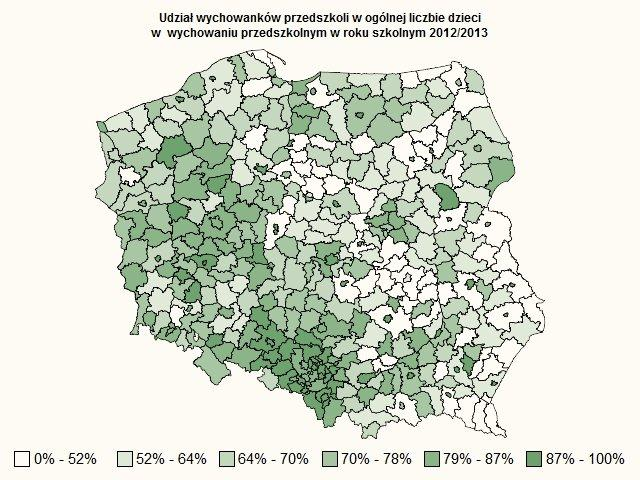 Udział wychowanków przedszkoli w ogólnej liczbie dzieci
w wychowaniu przedszkolnym w roku szkolnym 2012/2013
0% - 52% 52% - 64% 64% - 70% 70% - 78% 79% - 87% 87% - 100%